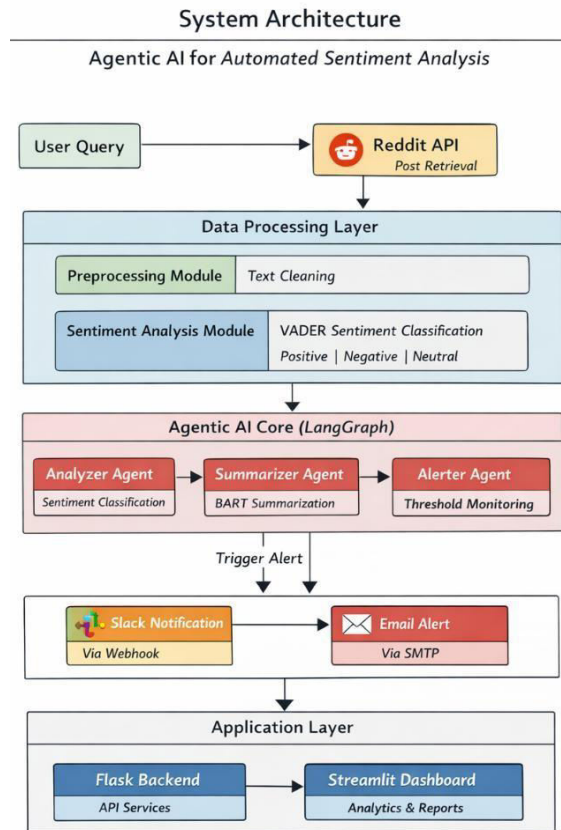 System Architecture
Agentic AI for Automated Sentiment Analysis
User Query
Reddit API
Post Retrieval
Data Processing Layer
Preprocessing Module
Text Cleaning
Sentiment Analysis Module
VADER Sentiment Classification
Positive | Negative | Neutral
Agentic AI Core (LangGraph)
Analyzer Agent
Sentiment Classification
Summarizer Agent
BART Summarization
Alerter Agent
Threshold Monitoring
Trigger Alert
Slack Notification
Via Webhook
Email Alert
Via SMTP
Application Layer
Flask Backend
API Services
Streamlit Dashboard
Analytics & Reports